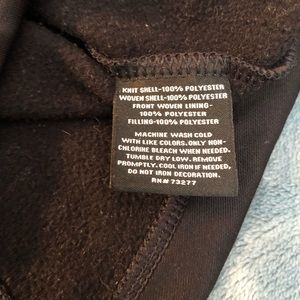 KNIT SHELL-100% POLYESTER
WOVEN SHELL-100% POLYESTER
FRONT WOVEN LINING-
100% POLYESTER
FILLING-100% POLYESTER
MACHINE WASH COLD
WITH LIKE COLORS. ONLY NON-
CHLORINE BLEACH WHEN NEEDED.
TUMBLE DRY LOW. REMOVE
PROMPTLY. COOL IRON IF NEEDED,
DO NOT IRON DECORATION.
RN# 73277